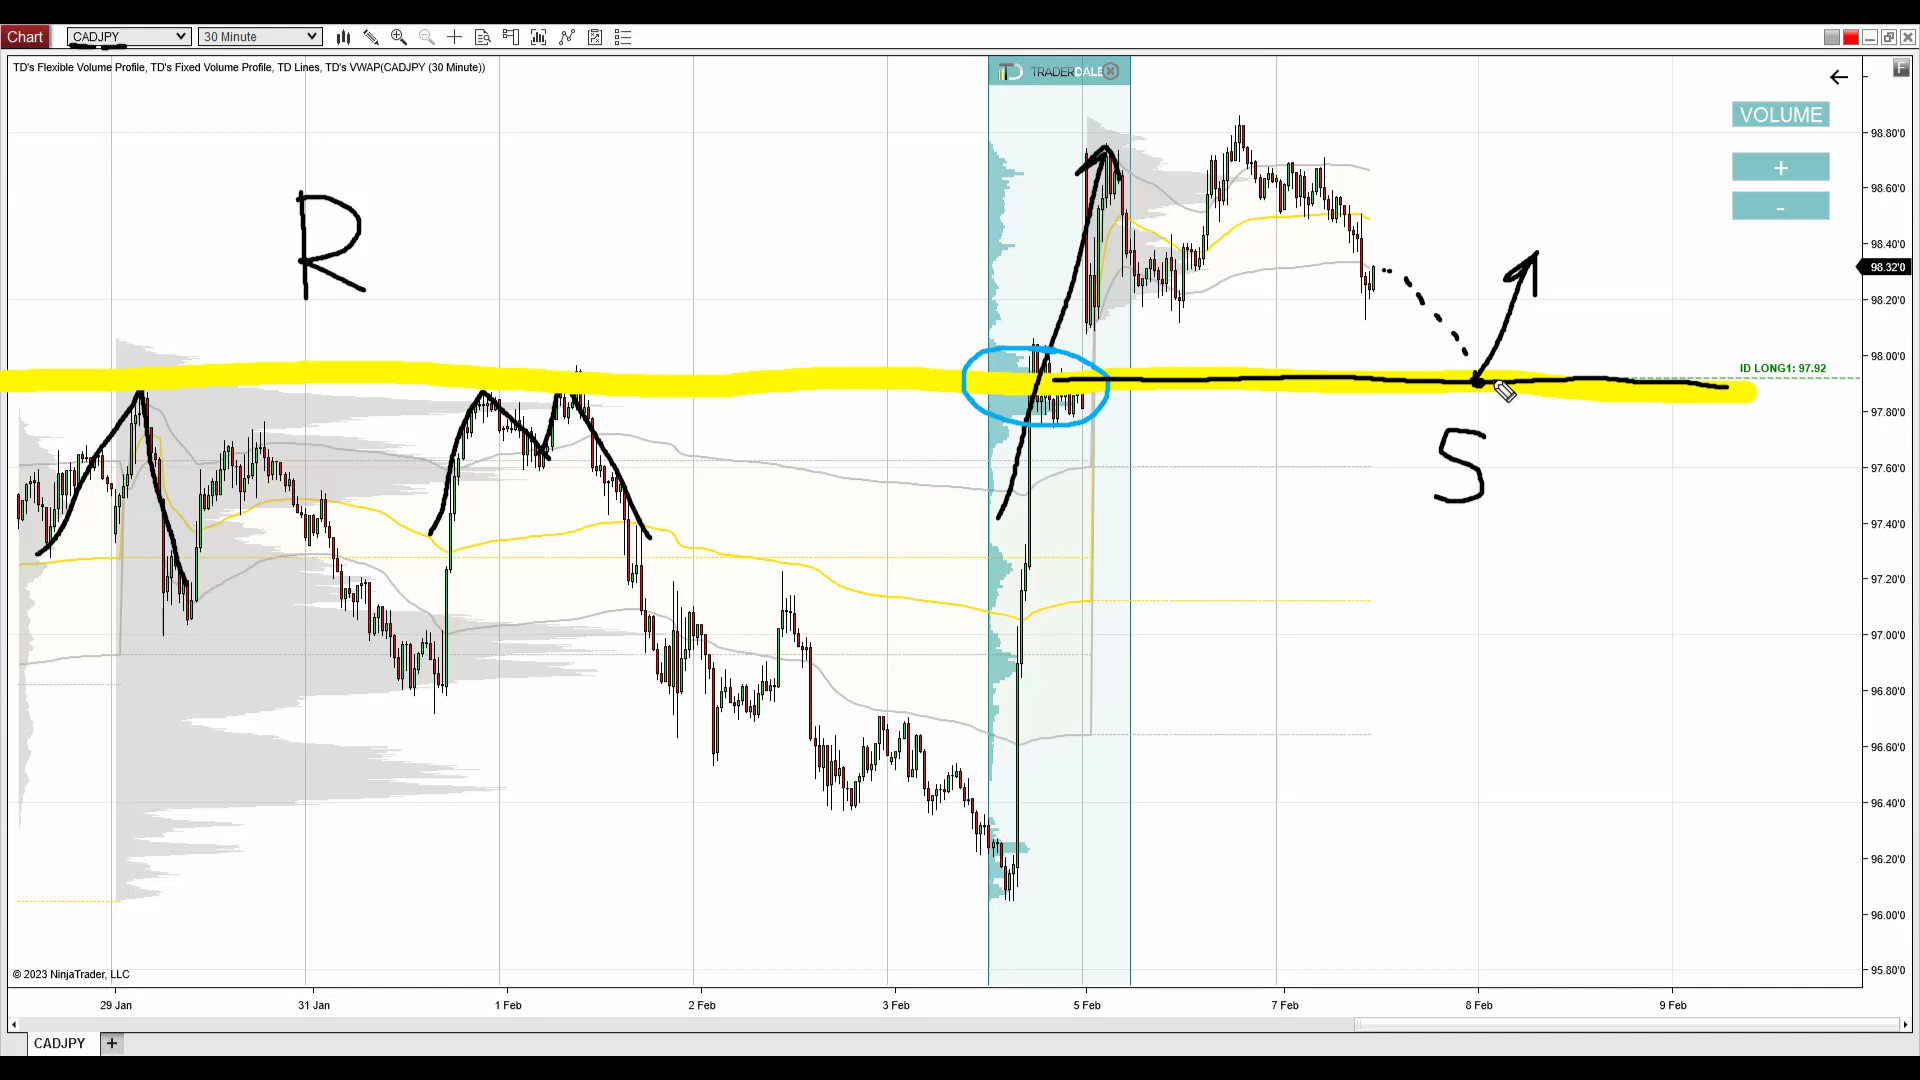 Chart CADJPY 30 Minute
TD's Flexible Volume Profile, TD's Fixed Volume Profile, TD Lines, TD's VWAP(CADJPY (30 Minute))
TRADERDALE
F
VOLUME
+
-
98.80'0
98.60'0
98.40'0
98.32'0
98.20'0
98.00'0
97.80'0
97.60'0
97.40'0
97.20'0
97.00'0
96.80'0
96.60'0
96.40'0
96.20'0
96.00'0
95.80'0
R
ID LONG1: 97.92
S
© 2023 NinjaTrader, LLC
29 Jan 31 Jan 1 Feb 2 Feb 3 Feb 5 Feb 7 Feb 8 Feb 9 Feb
CADJPY +